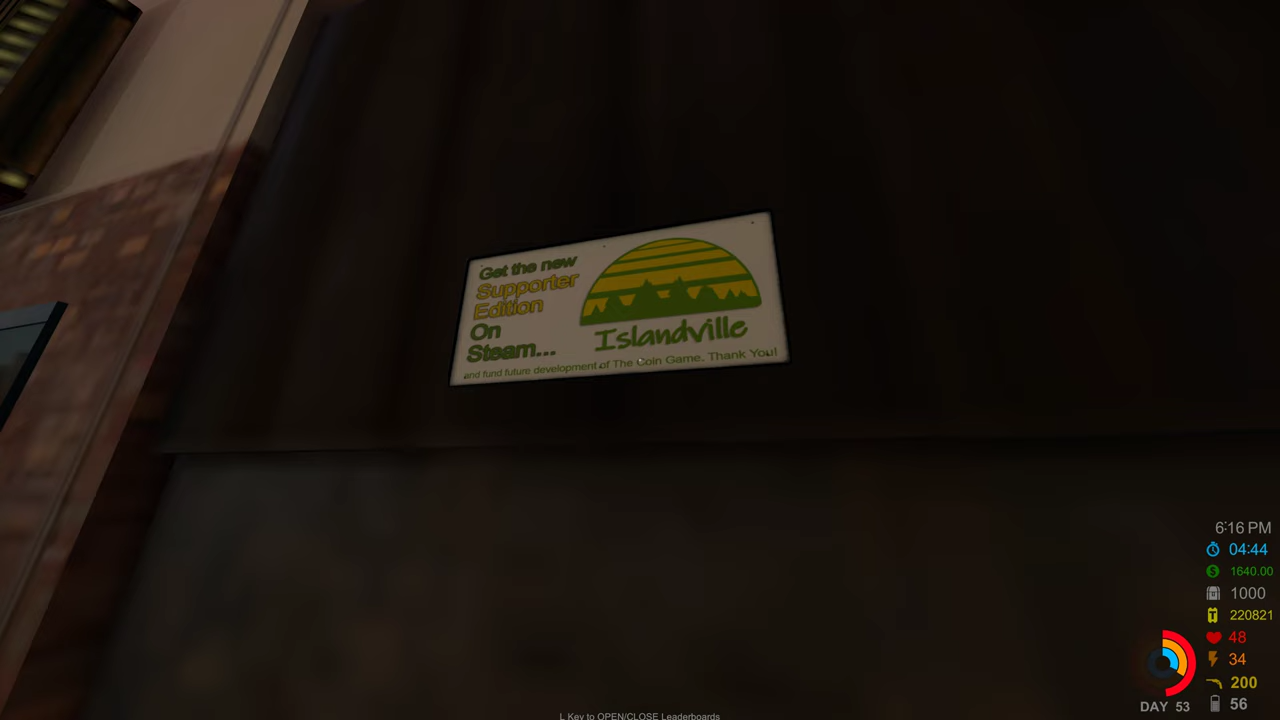 Get the new
Supporter
Edition
On
Steam...
Islandville
and fund future development of The Coin Game. Thank You!
6:16 PM
04:44
1640.00
1000
220821
48
34
200
DAY 53
56
L Key to OPEN/CLOSE Leaderboards